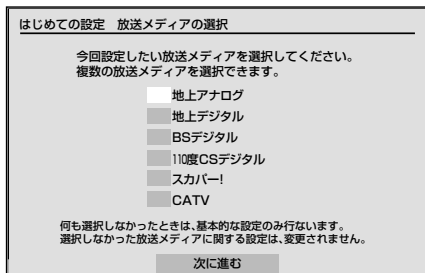 はじめての設定　放送メディアの選択
今回設定したい放送メディアを選択してください。
複数の放送メディアを選択できます。
地上アナログ
地上デジタル
BSデジタル
110度CSデジタル
スカパー!
CATV
何も選択しなかったときは、基本的な設定のみ行ないます。
選択しなかった放送メディアに関する設定は、変更されません。
次に進む